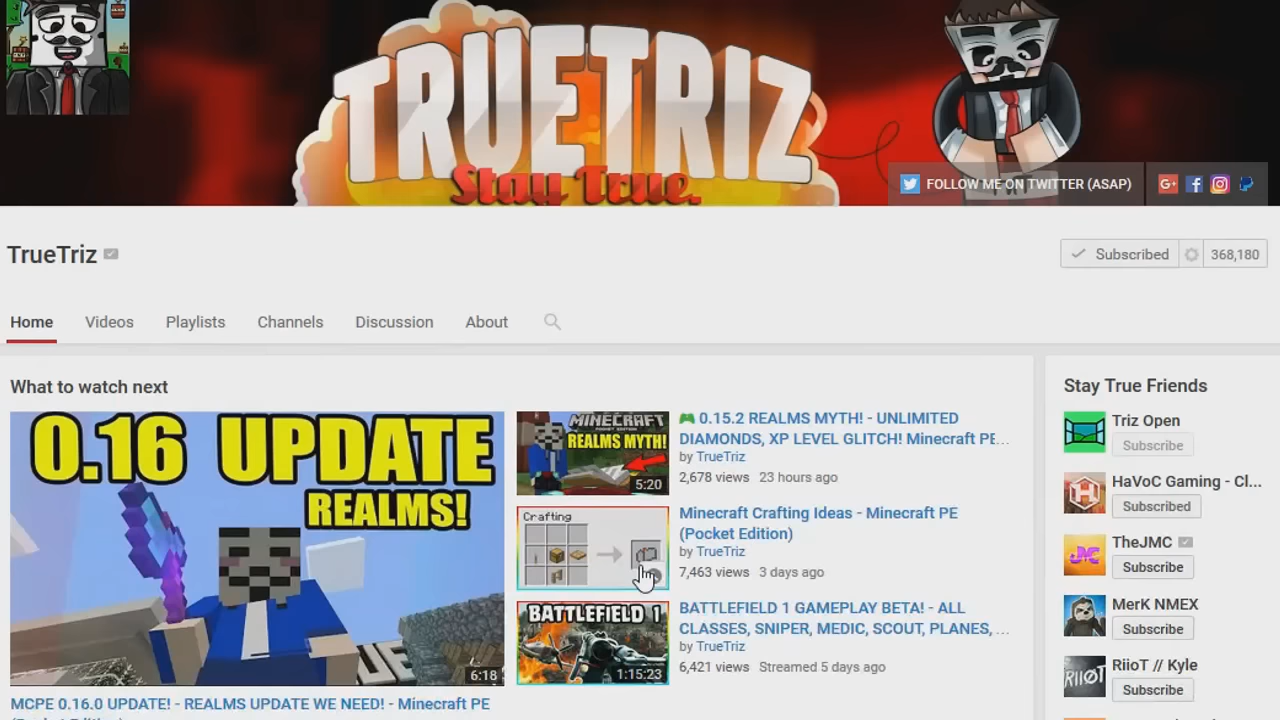 TRUETRIZ
Stay True.
FOLLOW ME ON TWITTER (ASAP)
TrueTriz
Subscribed
368,180
Home
Videos
Playlists
Channels
Discussion
About
What to watch next
0.16 UPDATE
REALMS!
6:18
MCPE 0.16.0 UPDATE! - REALMS UPDATE WE NEED! - Minecraft PE
MINECRAFT
POCKET EDITION
REALMS MYTH!
5:20
0.15.2 REALMS MYTH! - UNLIMITED
DIAMONDS, XP LEVEL GLITCH! Minecraft PE...
by TrueTriz
2,678 views 23 hours ago
Crafting
Minecraft Crafting Ideas - Minecraft PE
(Pocket Edition)
by TrueTriz
7,463 views 3 days ago
BATTLEFIELD 1
1:15:23
BATTLEFIELD 1 GAMEPLAY BETA! - ALL
CLASSES, SNIPER, MEDIC, SCOUT, PLANES, ...
by TrueTriz
6,421 views Streamed 5 days ago
Stay True Friends
Triz Open
Subscribe
HaVoC Gaming - Cl...
Subscribed
TheJMC
Subscribe
MerK NMEX
Subscribe
RiioT // Kyle
Subscribe